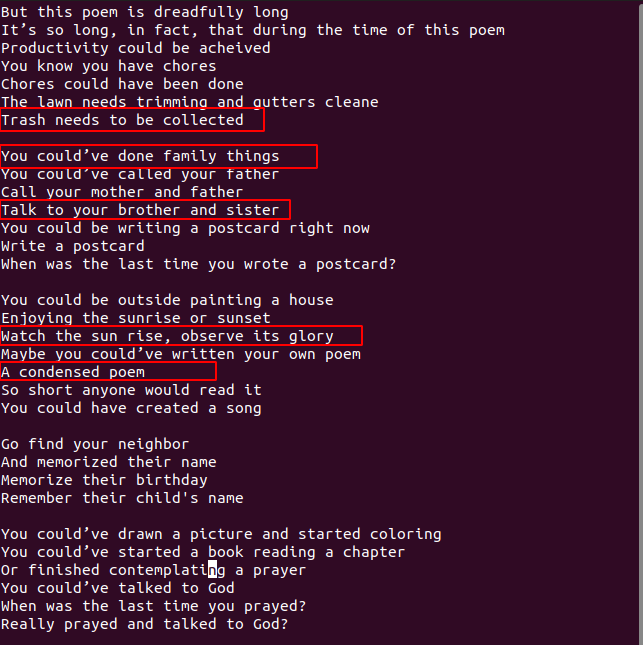 But this poem is dreadfully long
It’s so long, in fact, that during the time of this poem
Productivity could be acheived
You know you have chores
Chores could have been done
The lawn needs trimming and gutters cleane
Trash needs to be collected
You could’ve done family things
You could’ve called your father
Call your mother and father
Talk to your brother and sister
You could be writing a postcard right now
Write a postcard
When was the last time you wrote a postcard?
You could be outside painting a house
Enjoying the sunrise or sunset
Watch the sun rise, observe its glory
Maybe you could’ve written your own poem
A condensed poem
So short anyone would read it
You could have created a song
Go find your neighbor
And memorized their name
Memorize their birthday
Remember their child's name
You could’ve drawn a picture and started coloring
You could’ve started a book reading a chapter
Or finished contemplating a prayer
You could’ve talked to God
When was the last time you prayed?
Really prayed and talked to God?